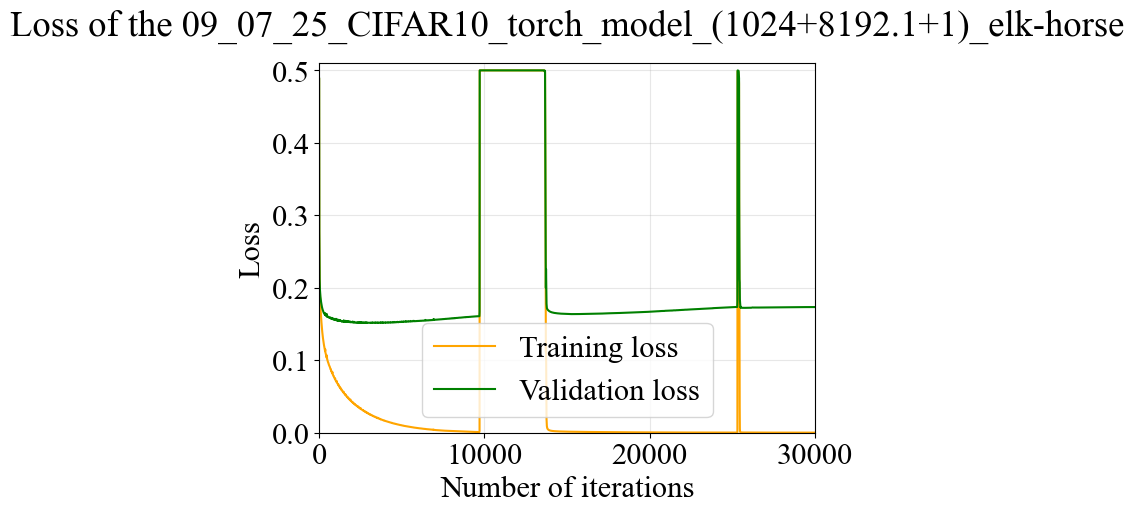 Loss of the 09_07_25_CIFAR10_torch_model_(1024+8192.1+1)_elk-horse
0.5
0.4
0.3
0.2
0.1
0.0
Loss
Training loss
Validation loss
0 10000 20000 30000
Number of iterations